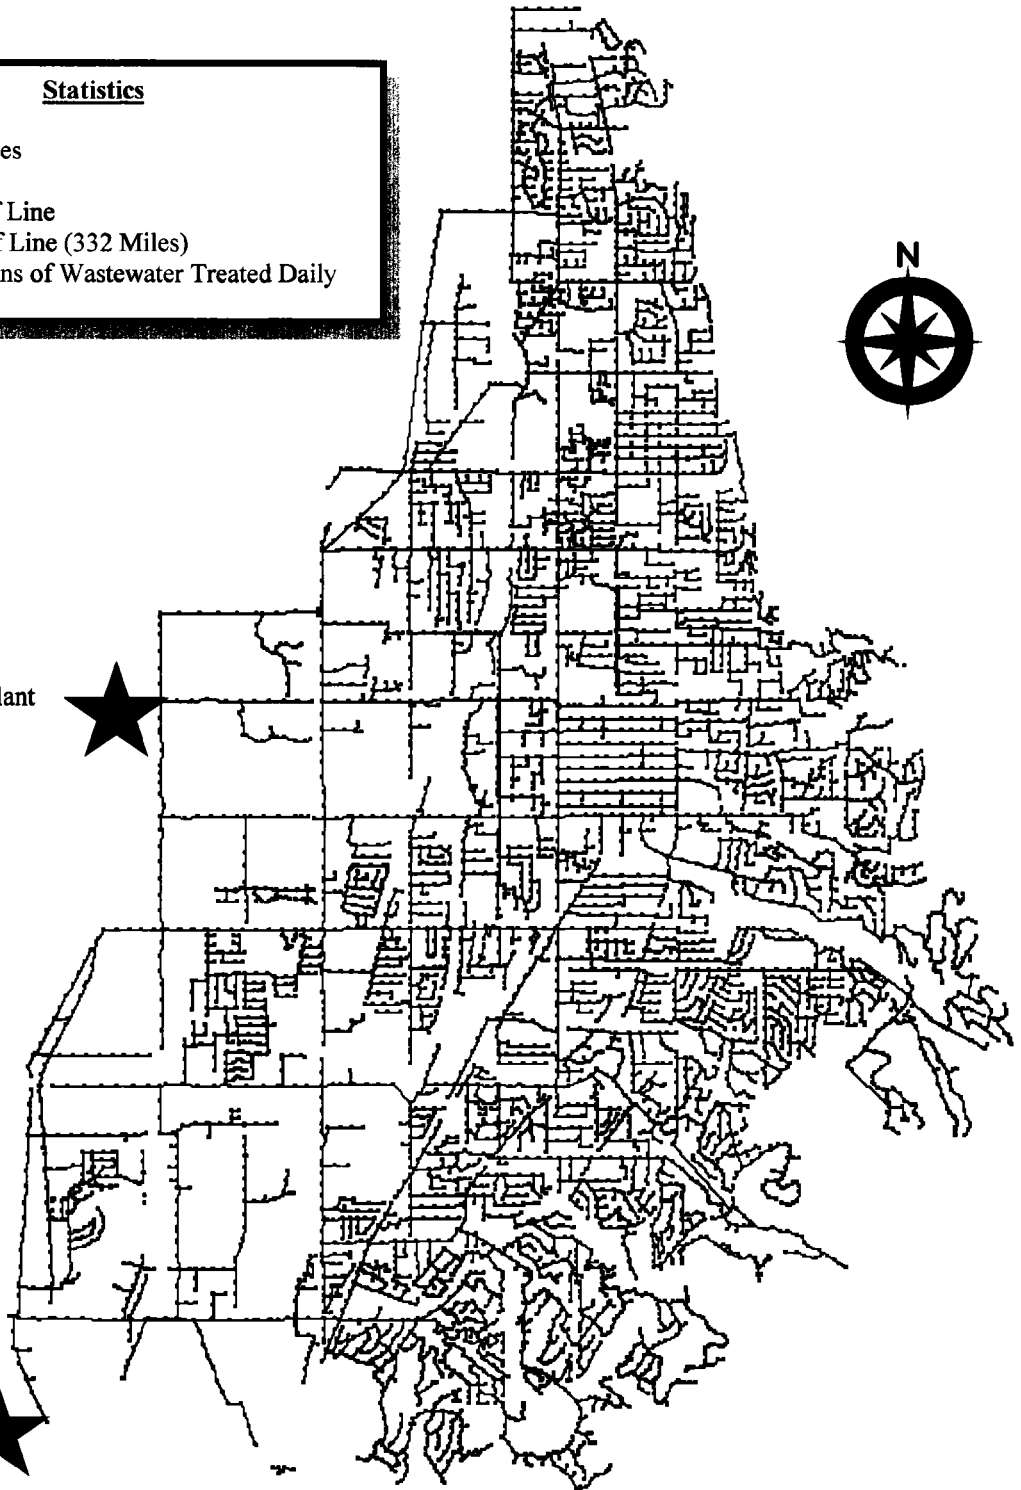 Statistics
es
f Line
f Line (332 Miles)
ns of Wastewater Treated Daily
N
lant